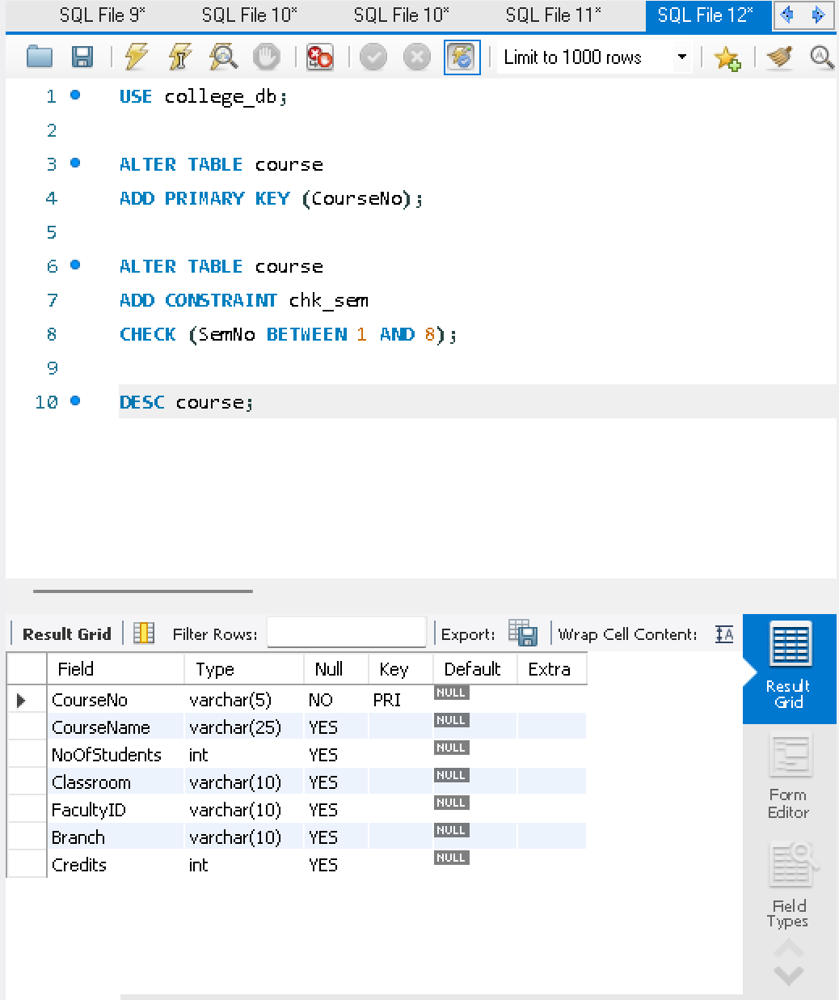 SQL File 9* SQL File 10* SQL File 10* SQL File 11* SQL File 12*
Limit to 1000 rows
1 USE college_db;
2
3 ALTER TABLE course
4 ADD PRIMARY KEY (CourseNo);
5
6 ALTER TABLE course
7 ADD CONSTRAINT chk_sem
8 CHECK (SemNo BETWEEN 1 AND 8);
9
10 DESC course;
Result Grid Filter Rows: Export: Wrap Cell Content: IA
Field Type Null Key Default Extra
CourseNo varchar(5) NO PRI NULL
CourseName varchar(25) YES NULL
NoOfStudents int YES NULL
Classroom varchar(10) YES NULL
FacultyID varchar(10) YES NULL
Branch varchar(10) YES NULL
Credits int YES NULL
Result
Grid
Form
Editor
Field
Types